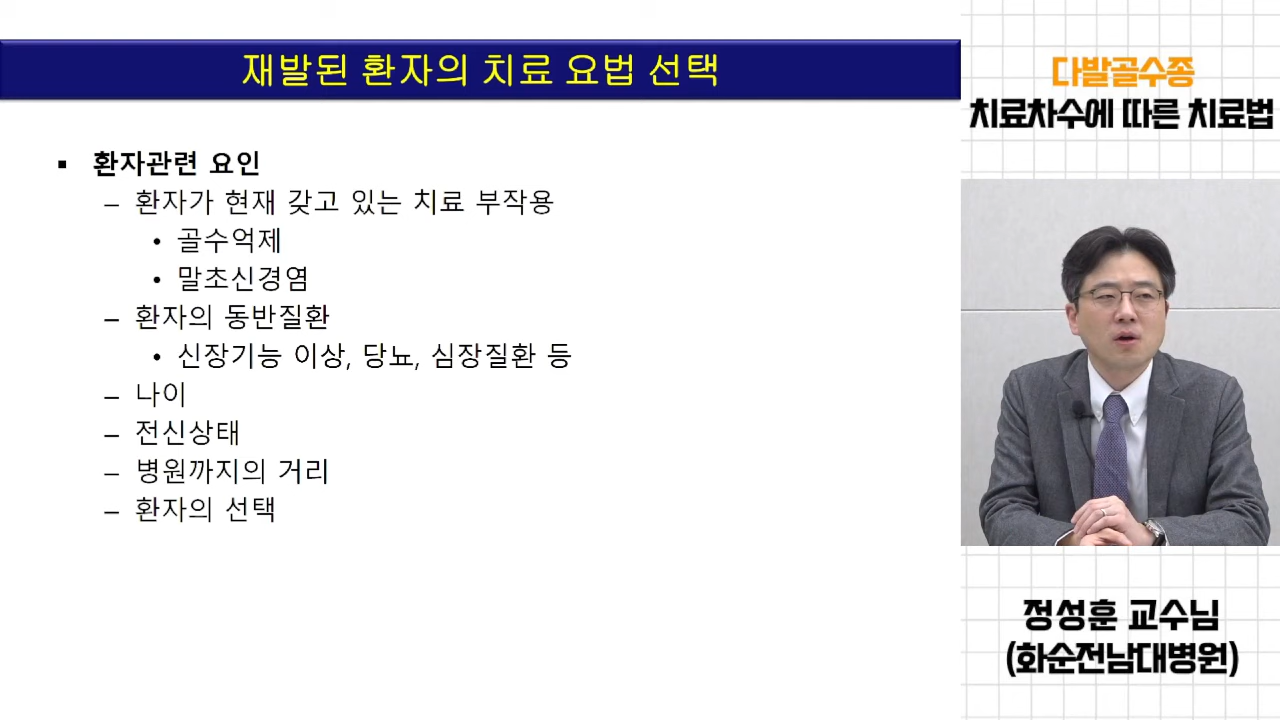 재발된 환자의 치료 요법 선택
▪ 환자관련 요인
– 환자가 현재 갖고 있는 치료 부작용
• 골수억제
• 말초신경염
– 환자의 동반질환
• 신장기능 이상, 당뇨, 심장질환 등
– 나이
– 전신상태
– 병원까지의 거리
– 환자의 선택
다발골수종
치료차수에 따른 치료법
정성훈 교수님
(화순전남대병원)